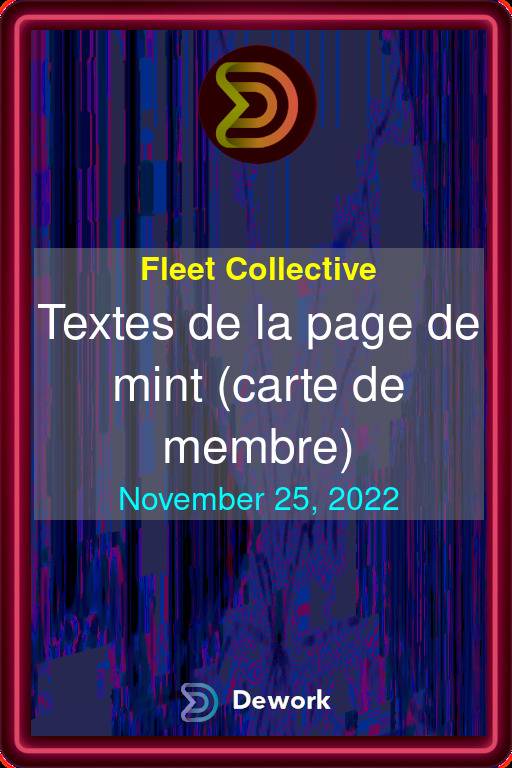 Fleet Collective
Textes de la page de
mint (carte de
membre)
November 25, 2022
Dework